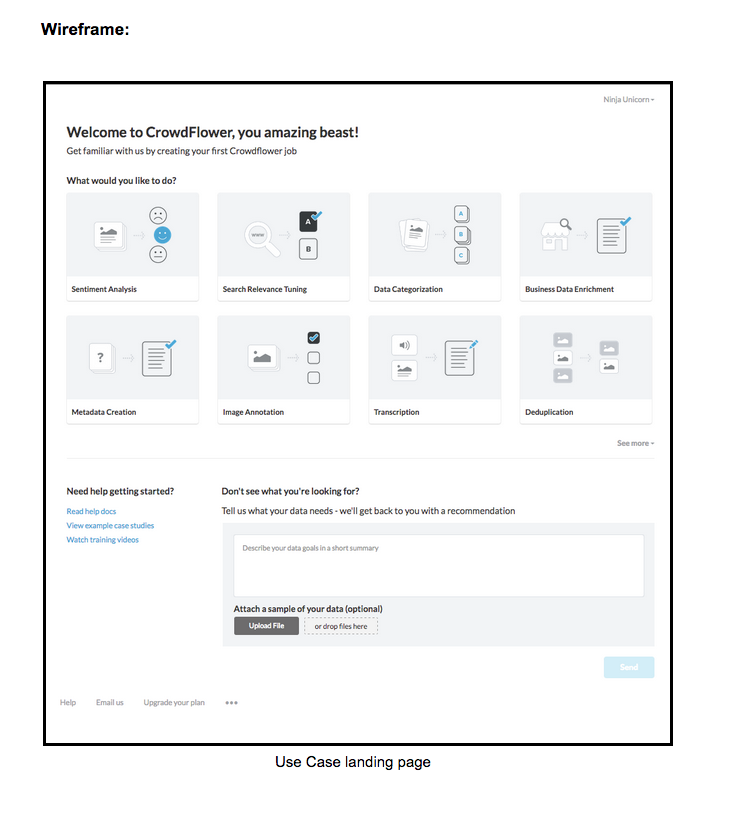 Wireframe:
Ninja Unicorn
Welcome to CrowdFlower, you amazing beast!
Get familiar with us by creating your first Crowdflower job
What would you like to do?
WWW
A
B
A
B
C
Sentiment Analysis
Search Relevance Tuning
Data Categorization
Business Data Enrichment
?
Metadata Creation
Image Annotation
Transcription
Deduplication
See more
Need help getting started?
Read help docs
View example case studies
Watch training videos
Don't see what you're looking for?
Tell us what your data needs - we'll get back to you with a recommendation
Describe your data goals in a short summary
Attach a sample of your data (optional)
Upload File
or drop files here
Send
Help
Email us
Upgrade your plan
•••
Use Case landing page